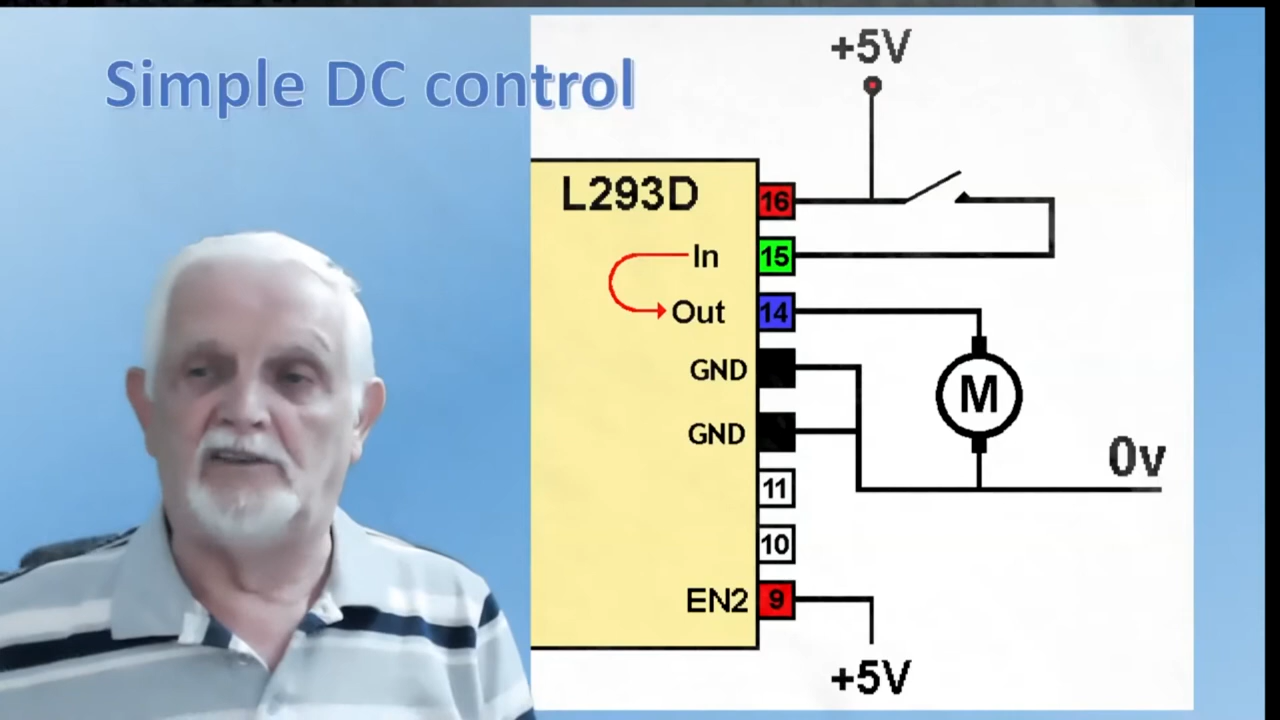 Simple DC control
+5V
L293D
16
In
15
Out
14
GND
GND
11
10
EN2
9
M
0v
+5V